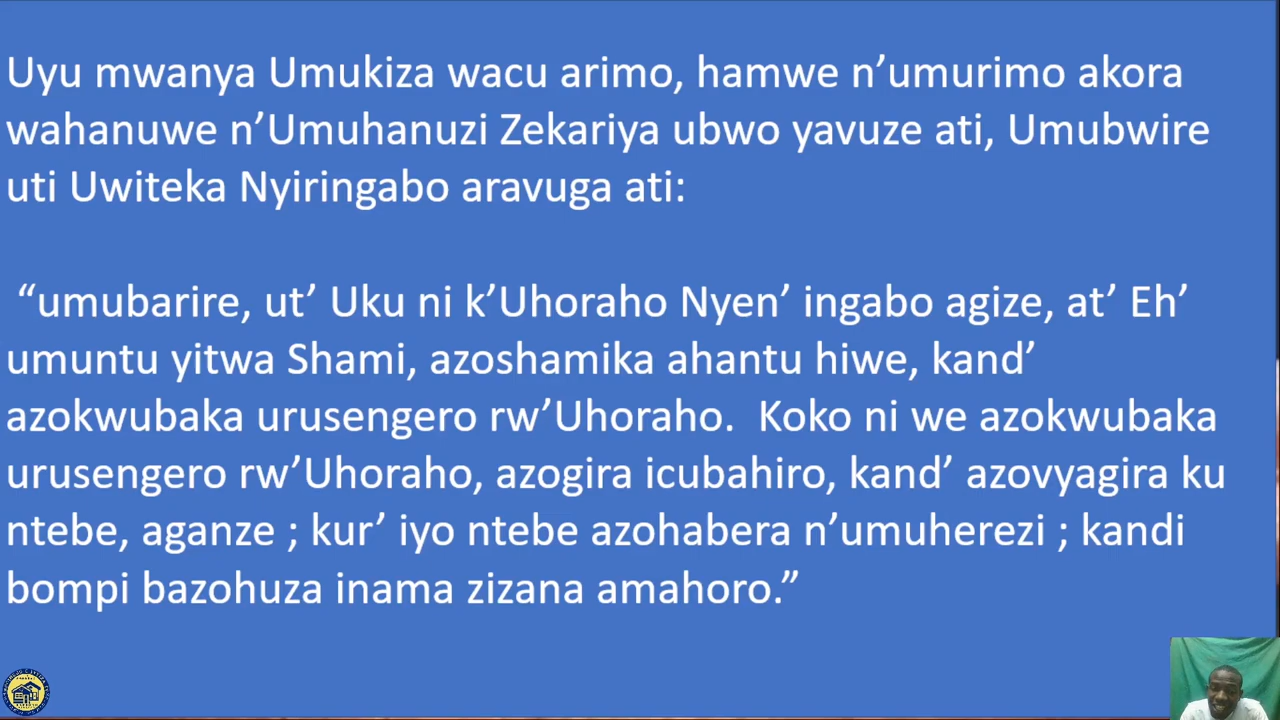 Uyu mwanya Umukiza wacu arimo, hamwe n’umurimo akora
wahanuwe n’Umuhanuzi Zekariya ubwo yavuze ati, Umubwire
uti Uwiteka Nyiringabo aravuga ati:
“umubarire, ut’ Uku ni k’Uhoraho Nyen’ ingabo agize, at’ Eh’
umuntu yitwa Shami, azoshamika ahantu hiwe, kand’
azokwubaka urusengero rw’Uhoraho.  Koko ni we azokwubaka
urusengero rw’Uhoraho, azogira icubahiro, kand’ azovyagira ku
ntebe, aganze ; kur’ iyo ntebe azohabera n’umuherezi ; kandi
bompi bazohuza inama zizana amahoro.”